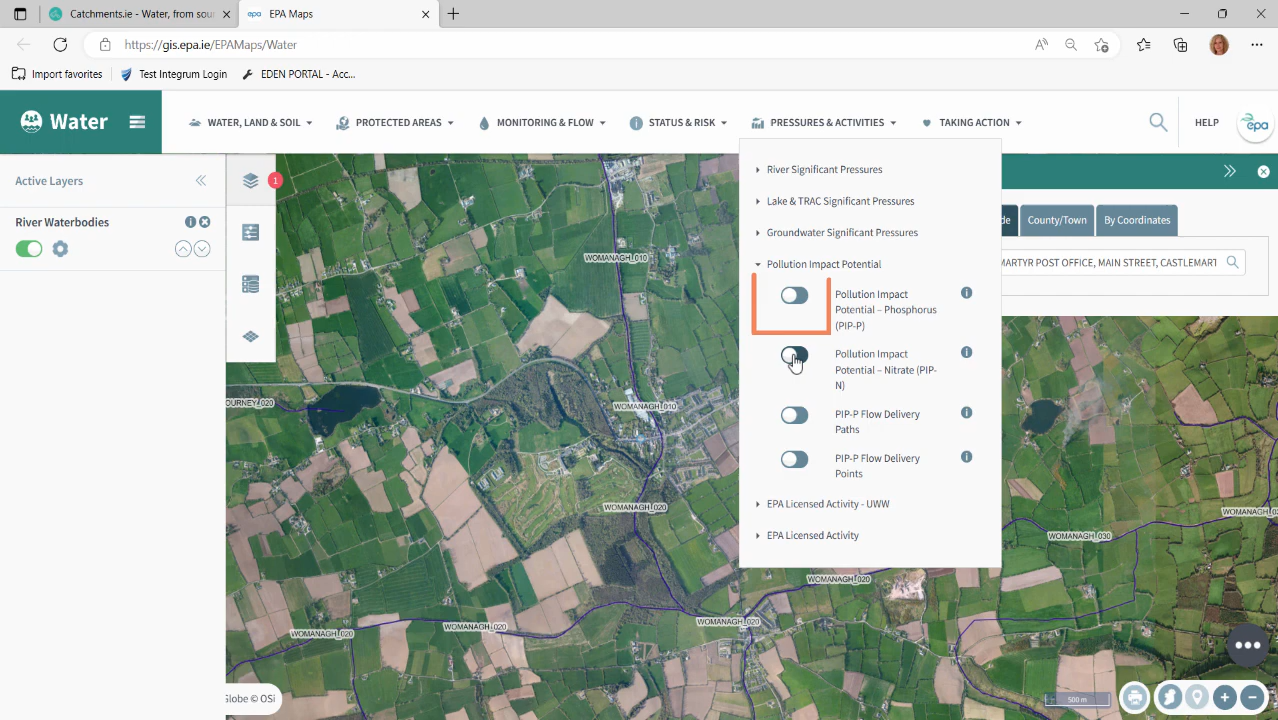 Catchments.ie - Water, from sou
epa EPA Maps
https://gis.epa.ie/EPAMaps/Water
Import favorites
Test Integrum Login
EDEN PORTAL - Acc...
Water
WATER, LAND & SOIL
PROTECTED AREAS
MONITORING & FLOW
STATUS & RISK
PRESSURES & ACTIVITIES
TAKING ACTION
HELP
epa
Active Layers
1
River Waterbodies
River Significant Pressures
Lake & TRAC Significant Pressures
Groundwater Significant Pressures
Pollution Impact Potential
Pollution Impact
Potential – Phosphorus
(PIP-P)
Pollution Impact
Potential – Nitrate (PIP-
N)
PIP-P Flow Delivery
Paths
PIP-P Flow Delivery
Points
EPA Licensed Activity - UWW
EPA Licensed Activity
de
County/Town
By Coordinates
MARTYR POST OFFICE, MAIN STREET, CASTLEMART
WOMANAGH_010
OURNEY_020
WOMANAGH_010
WOMANAGH_020
WOMANAGH_0
WOMANAGH_030
WOMANAGH_020
WOMANAGH_020
WOMANAGH_020
WOMANAGH_020
Globe © OSi
500 m